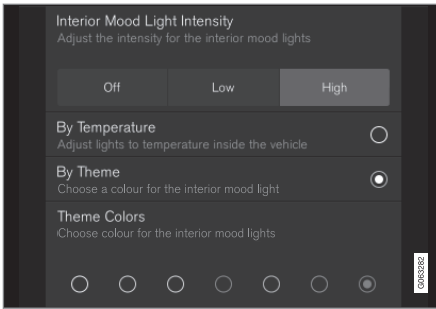 Interior Mood Light Intensity
Adjust the intensity for the interior mood lights
Off Low High
By Temperature
Adjust lights to temperature inside the vehicle
By Theme
Choose a colour for the interior mood light
Theme Colors
Choose colour for the interior mood lights
G063282